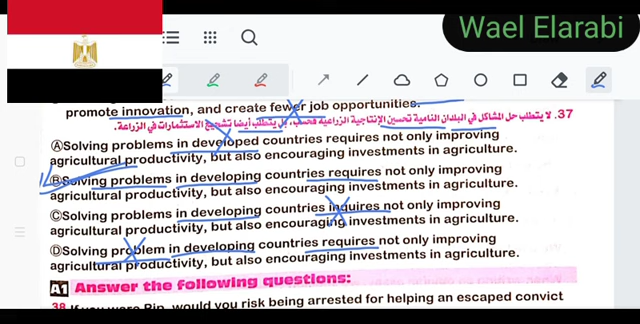 Wael Elarabi
promote innovation, and create fewer job opportunities.
37. لا يتطلب حل المشاكل في البلدان النامية تحسين الإنتاجية الزراعية فحسب، بل يتطلب أيضا تشجيع الاستثمارات في الزراعة.
ⒶSolving problems in developed countries requires not only improving
agricultural productivity, but also encouraging investments in agriculture.
ⒷSolving problems in developing countries requires not only improving
agricultural productivity, but also encouraging investments in agriculture.
ⒸSolving problems in developing countries inquires not only improving
agricultural productivity, but also encouraging investments in agriculture.
ⒹSolving problem in developing countries requires not only improving
agricultural productivity, but also encouraging investments in agriculture.
A1 Answer the following questions:
38 If you were Pip, would you risk being arrested for helping an escaped convict